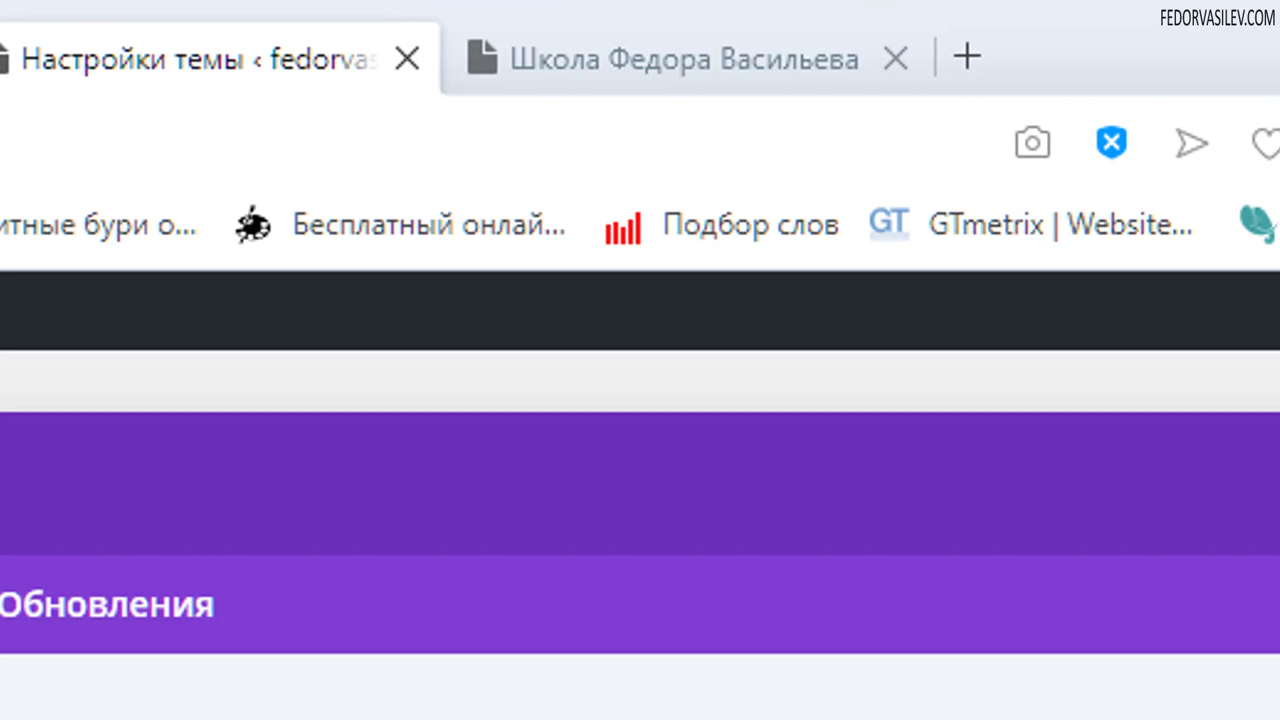 FEDORVASILEV.COM
Настройки темы ‹ fedorvas
Школа Федора Васильева
итные бури о...
Бесплатный онлай...
Подбор слов
GT
GTmetrix | Website...
Обновления